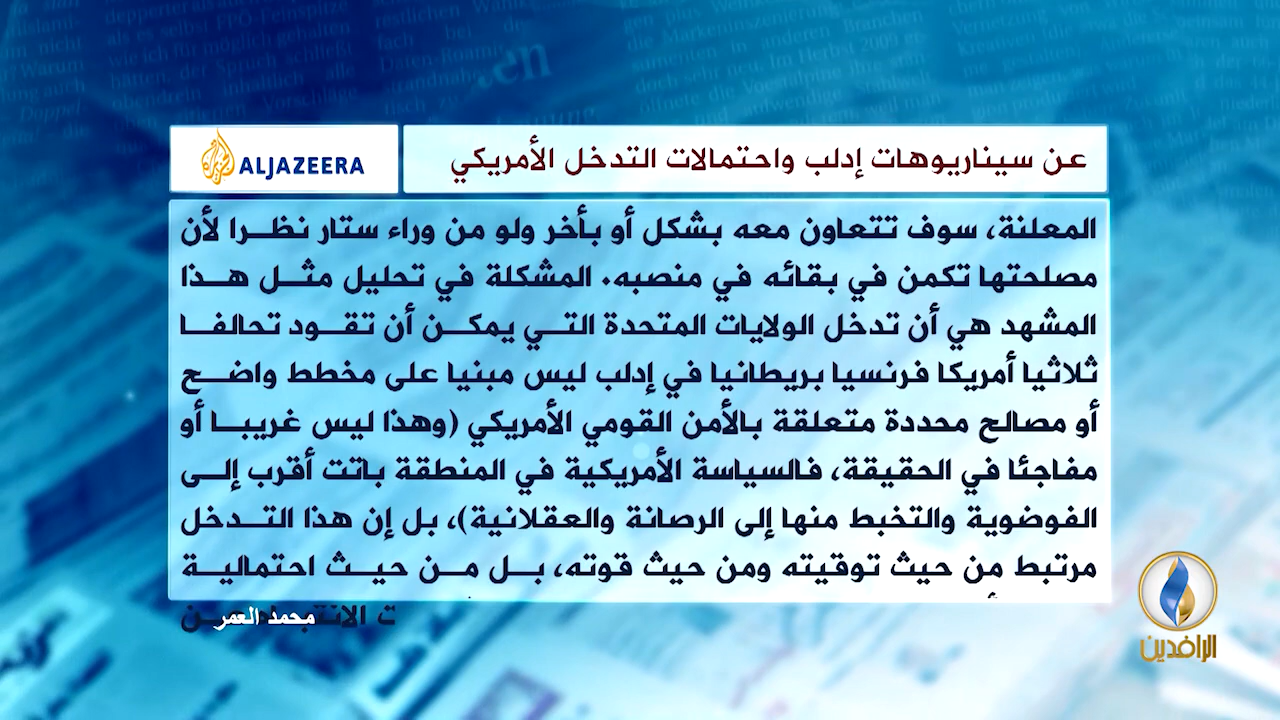 ALJAZEERA
عن سيناريوهات إدلب واحتمالات التدخل الأمريكي
المعلنة، سوف تتعاون معه بشكل أو بأخر ولو من وراء ستار نظرا لأن
مصلحتها تكمن في بقائه في منصبه. المشكلة في تحليل مثل هذا
المشهد هي أن تدخل الولايات المتحدة التي يمكن أن تقود تحالفا
ثلاثيا أمريكا فرنسيا بريطانيا في إدلب ليس مبنيا على مخطط واضح
أو مصالح محددة متعلقة بالأمن القومي الأمريكي (وهذا ليس غريبا أو
مفاجئا في الحقيقة، فالسياسة الأمريكية في المنطقة باتت أقرب إلى
الفوضوية والتخبط منها إلى الرصانة والعقلانية)، بل إن هذا التدخل
مرتبط من حيث توقيته ومن حيث قوته، بل من حيث احتمالية
محمد العمر
الرافدين